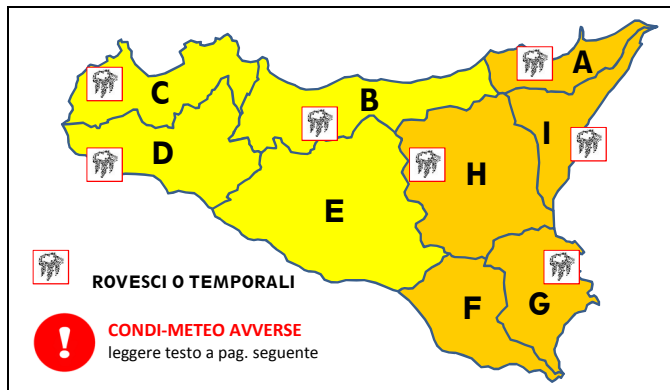 A
C
B
I
D
H
E
ROVESCI O TEMPORALI
F
G
!
CONDI-METEO AVVERSE
leggere testo a pag. seguente